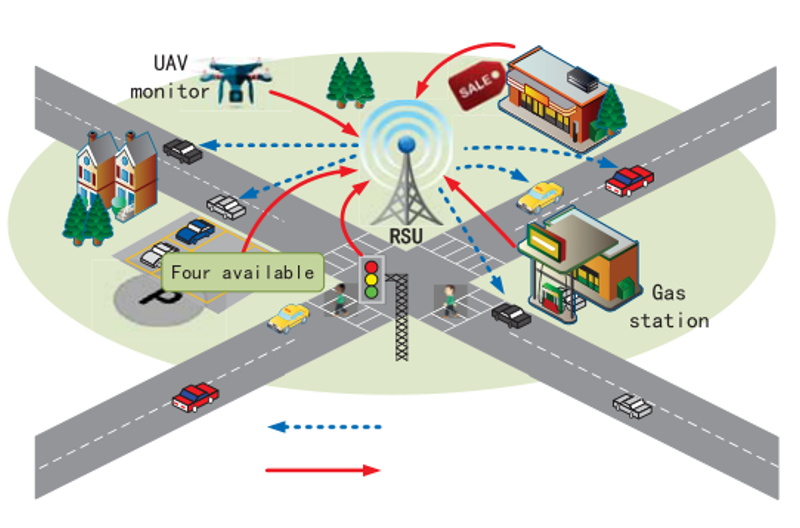 UAV
monitor
SALE
RSU
Four available
P
Gas
station